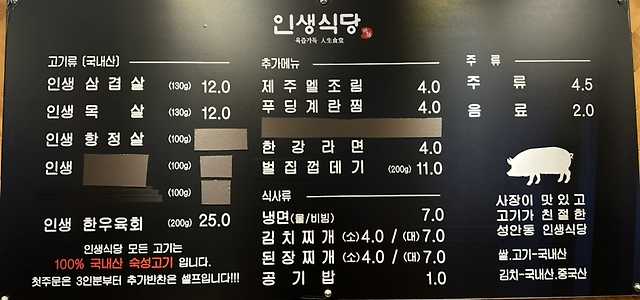 인생식당
육즙가득 人生食堂
고기류 (국내산)
인생 삼겹살 (130g) 12.0
인생 목살 (130g) 12.0
인생 항정살 (100g)
인생 (100g)
(100g)
인생 한우육회 (200g) 25.0
인생식당 모든 고기는
100% 국내산 숙성고기 입니다.
첫주문은 3인분부터 추가반찬은 셀프입니다!!!
추가메뉴
제주멜조림 4.0
푸딩계란찜 4.0
한강라면 4.0
벌집껍데기 (200g) 11.0
식사류
냉면(물/비빔) 7.0
김치찌개 (소)4.0 / (대)7.0
된장찌개 (소)4.0 / (대)7.0
공기밥 1.0
주류
주류 4.5
음료 2.0
사장이 맛있고
고기가 친절한
성안동 인생식당
쌀.고기-국내산
김치-국내산,중국산